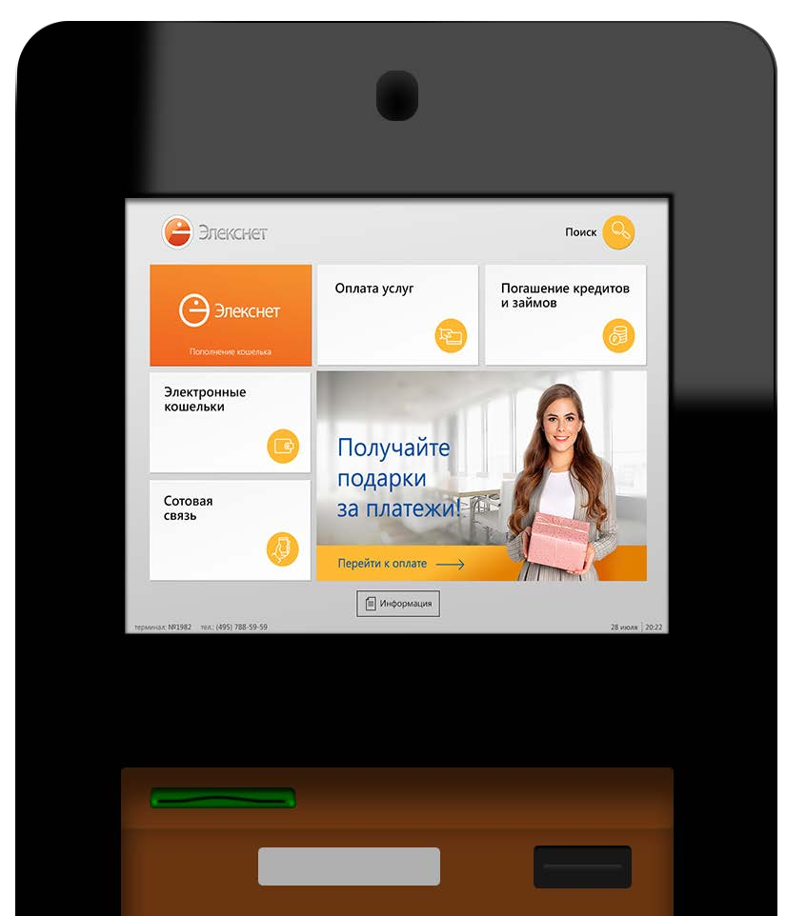 Элекснет
Поиск
Элекснет
Пополнение кошелька
Оплата услуг
Погашение кредитов
и займов
Электронные
кошельки
Сотовая
связь
Получайте
подарки
за платежи!
Перейти к оплате
Информация
терминал: №1982 тел.: (495) 788-59-59
28 июля 20:22